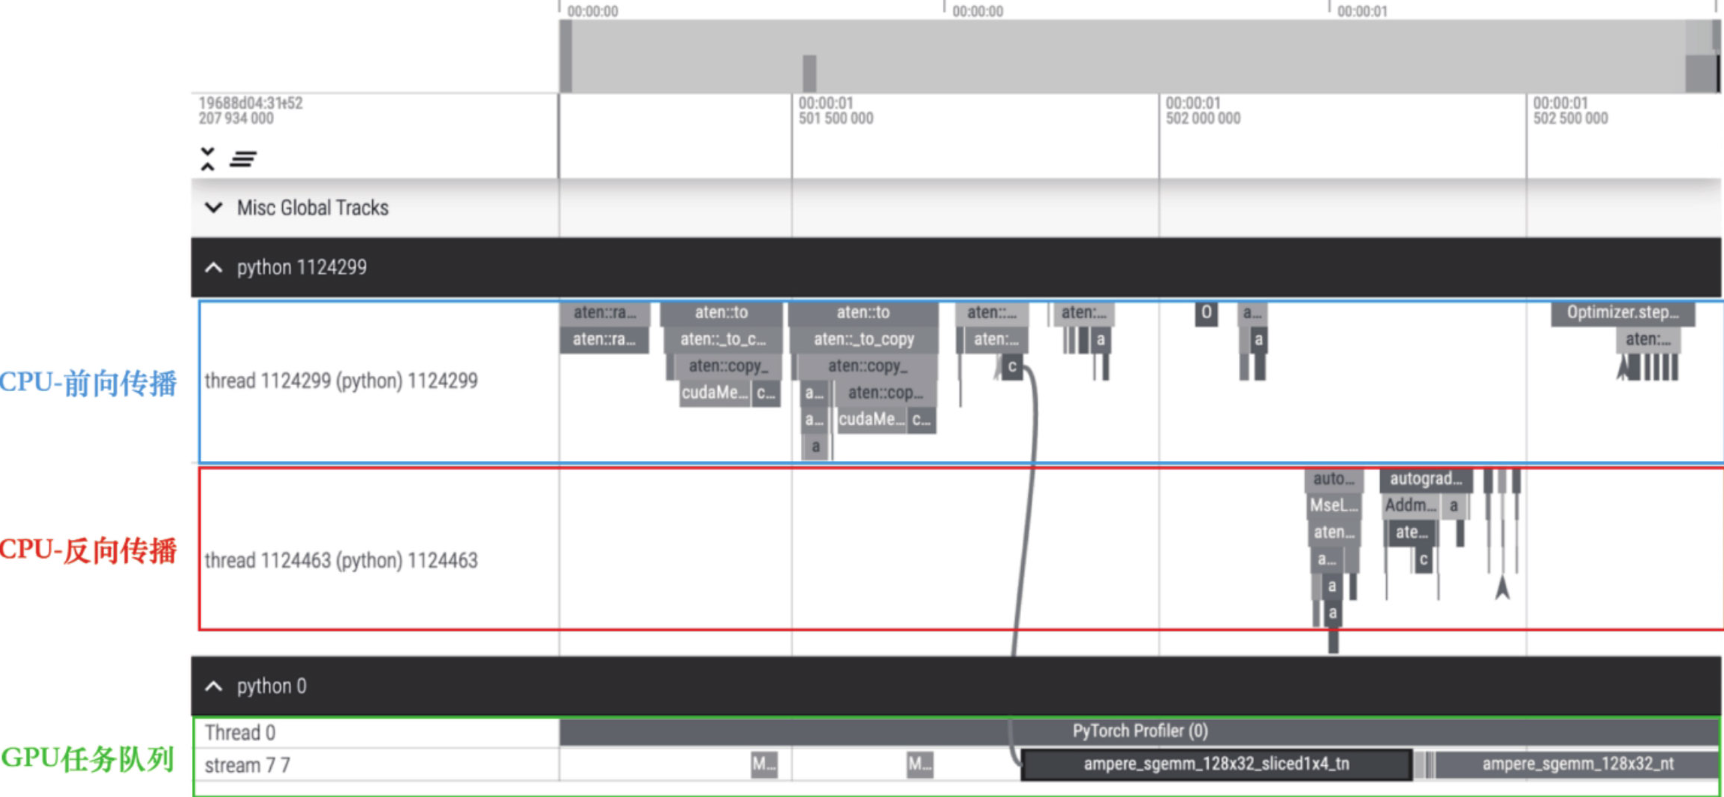 00:00:00 00:00:00 00:00:01
19688d04:31:52 00:00:01 00:00:01 00:00:01
207 934 000 501 500 000 502 000 000 502 500 000
Misc Global Tracks
python 1124299
aten::ra... aten::to aten::to aten::... aten:... O a... Optimizer.step...
aten::ra... aten::_to_c... aten::_to_copy aten:... a a aten:...
aten::copy_ aten::copy_ c
CPU-前向传播 thread 1124299 (python) 1124299
cudaMe... c... a... aten::cop...
a... cudaMe... c...
a
auto... autograd...
MseL... Addm... a
aten... ate...
CPU-反向传播 thread 1124463 (python) 1124463
a... c
a
a
python 0
Thread 0 PyTorch Profiler (0)
GPU任务队列
stream 7 7 M... M... ampere_sgemm_128x32_sliced1x4_tn ampere_sgemm_128x32_nt